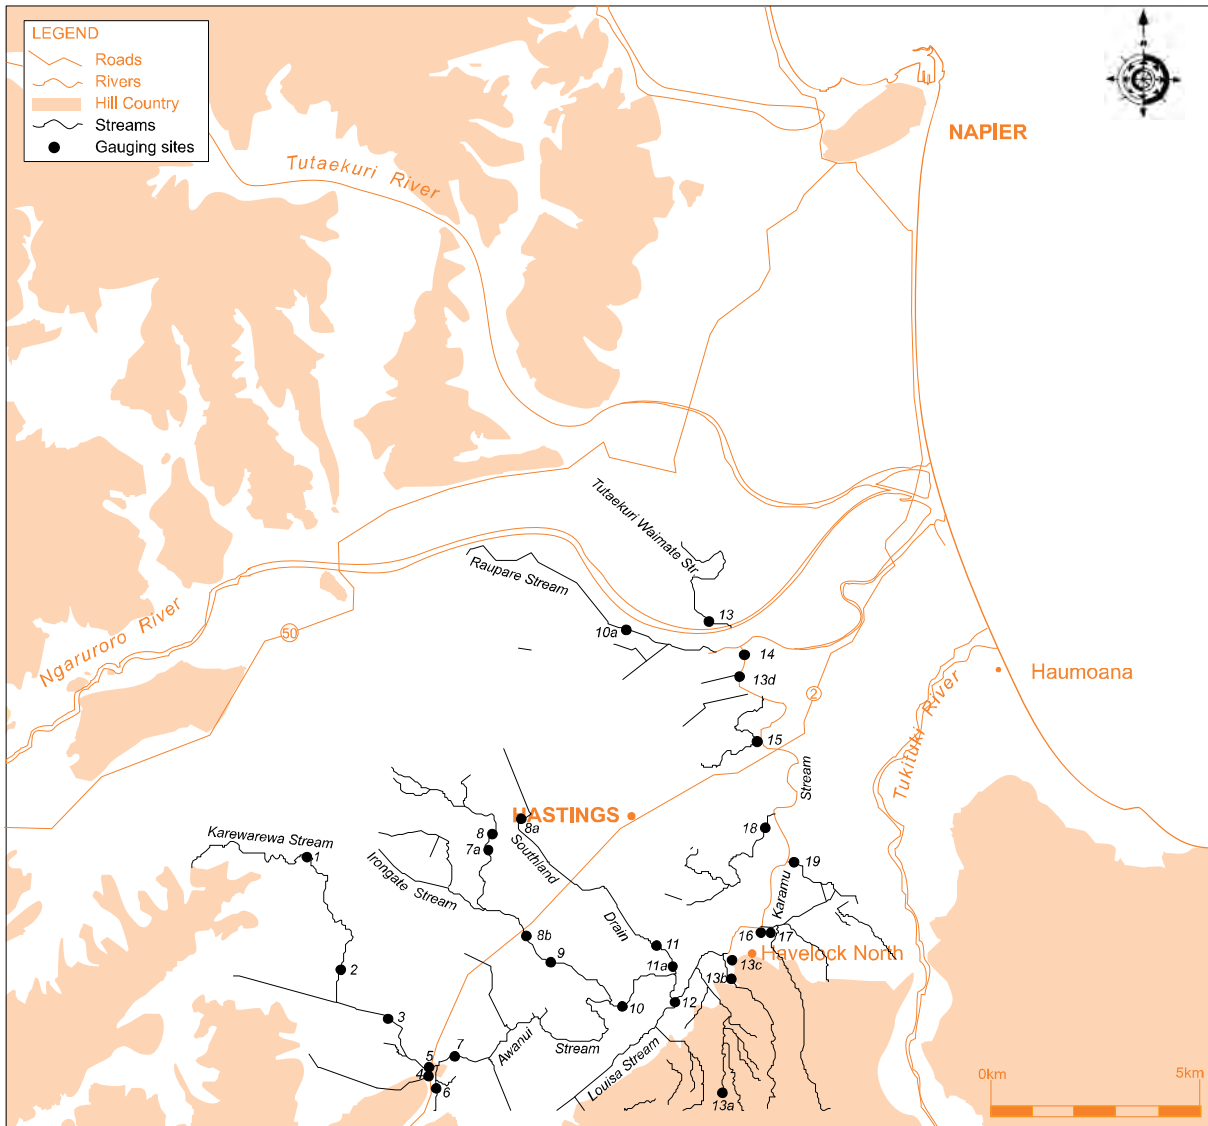 LEGEND
Roads
Rivers
Hill Country
Streams
Gauging sites
N
NAPIER
Tutaekuri River
Tutaekuri Waimate Str
Raupare Stream
Ngaruroro River
50
13
10a
14
13d
2
Haumoana
Tukituki River
15
Stream
HASTINGS
8a
8
7a
Southland
Drain
18
19
Karewarewa Stream
1
Irongate Stream
Karamu
8b
9
11
11a
16
17
Havelock North
13c
13b
2
10
12
3
Awanui
Stream
Louisa Stream
7
5
4
6
13a
0km
5km